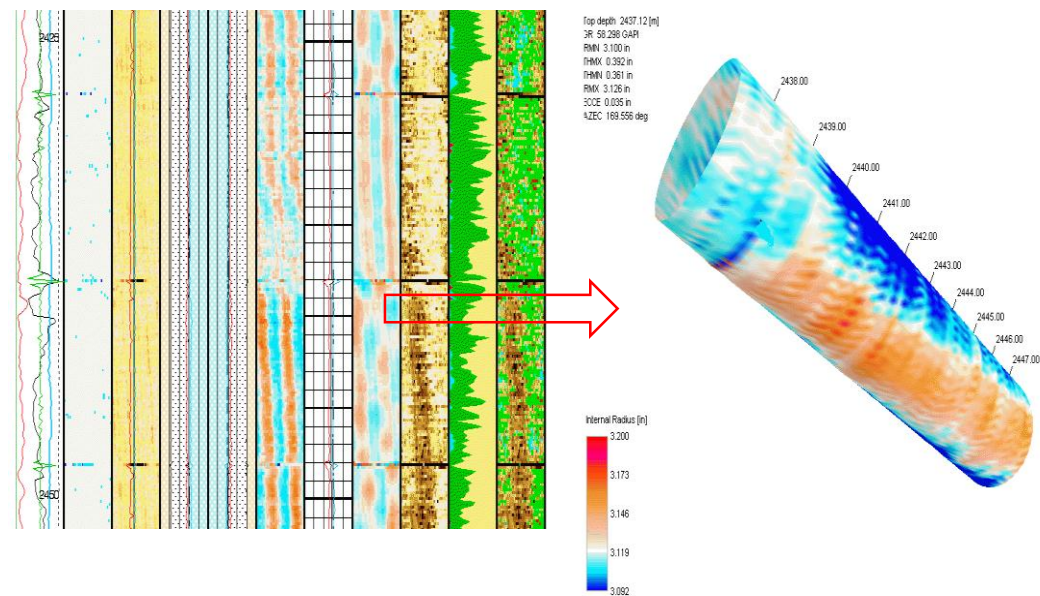 2425
2450
Top depth 2437.12 [m]
GR 58.298 GAPI
RMN 3.100 in
THMX 0.392 in
THMN 0.361 in
RMX 3.126 in
ECCE 0.035 in
AZEC 169.556 deg
2438.00
2439.00
2440.00
2441.00
2442.00
2443.00
2444.00
2445.00
2446.00
2447.00
Internal Radius [in]
3.200
3.173
3.146
3.119
3.092